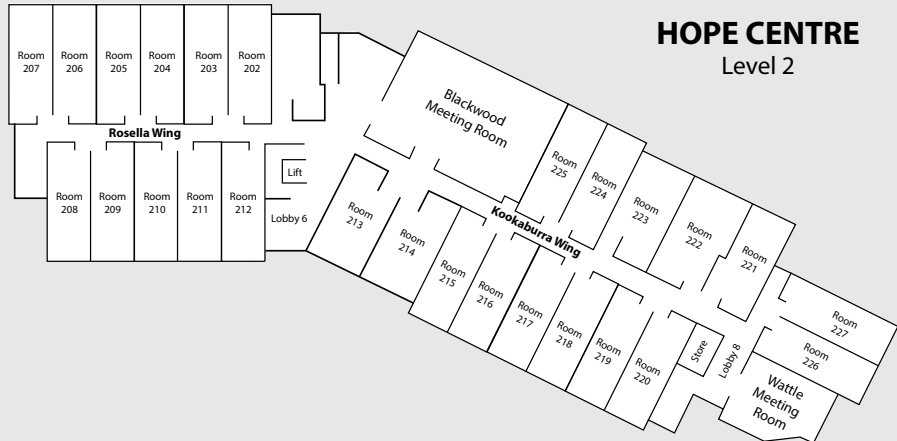 HOPE CENTRE
Level 2
Room
207
Room
206
Room
205
Room
204
Room
203
Room
202
Rosella Wing
Room
208
Room
209
Room
210
Room
211
Room
212
Lift
Lobby 6
Blackwood
Meeting Room
Room
225
Room
224
Room
223
Room
222
Room
221
Kookaburra Wing
Room
213
Room
214
Room
215
Room
216
Room
217
Room
218
Room
219
Room
220
Store
Lobby 8
Room
227
Room
226
Wattle
Meeting
Room